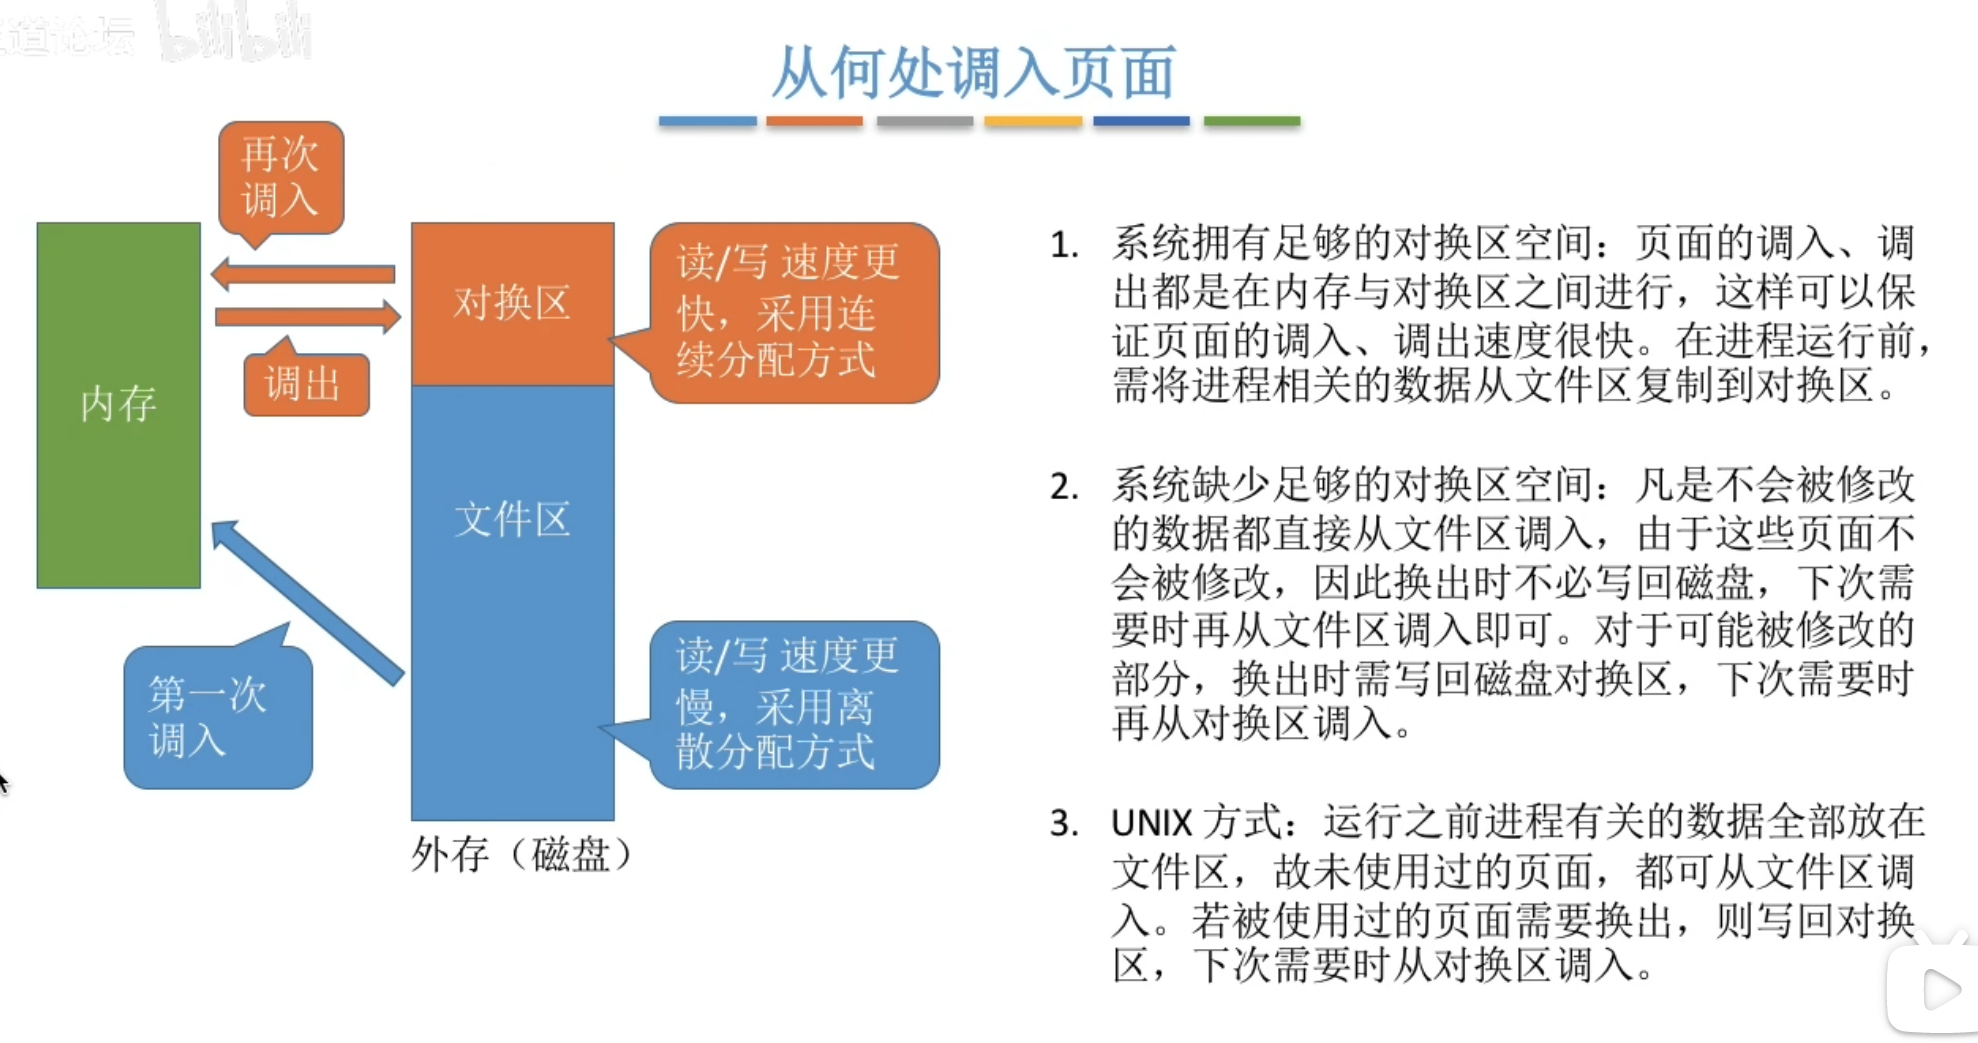 道论坛 bilibili
从何处调入页面
再次
调入
调出
内存
第一次
调入
对换区
文件区
外存（磁盘）
读/写 速度更
快，采用连
续分配方式
读/写 速度更
慢，采用离
散分配方式
1. 系统拥有足够的对换区空间：页面的调入、调
出都是在内存与对换区之间进行，这样可以保
证页面的调入、调出速度很快。在进程运行前，
需将进程相关的数据从文件区复制到对换区。
2. 系统缺少足够的对换区空间：凡是不会被修改
的数据都直接从文件区调入，由于这些页面不
会被修改，因此换出时不必写回磁盘，下次需
要时再从文件区调入即可。对于可能被修改的
部分，换出时需写回磁盘对换区，下次需要时
再从对换区调入。
3. UNIX 方式：运行之前进程有关的数据全部放在
文件区，故未使用过的页面，都可从文件区调
入。若被使用过的页面需要换出，则写回对换
区，下次需要时从对换区调入。